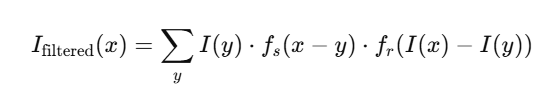 I_filtered(x) = ∑_y I(y) · f_s(x − y) · f_r(I(x) − I(y))